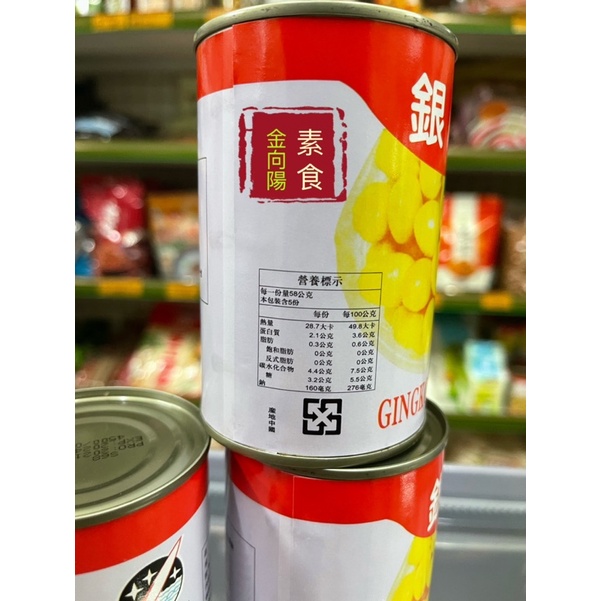 銀
素食
金向陽
營養標示
每一份量58公克
本包裝含5份
每份 每100公克
熱量 28.7大卡 49.8大卡
蛋白質 2.1公克 3.6公克
脂肪 0.3公克 0.6公克
飽和脂肪 0公克 0公克
反式脂肪 0公克 0公克
碳水化合物 4.4公克 7.5公克
糖 3.2公克 5.5公克
鈉 160毫克 276毫克
產地中國
銀